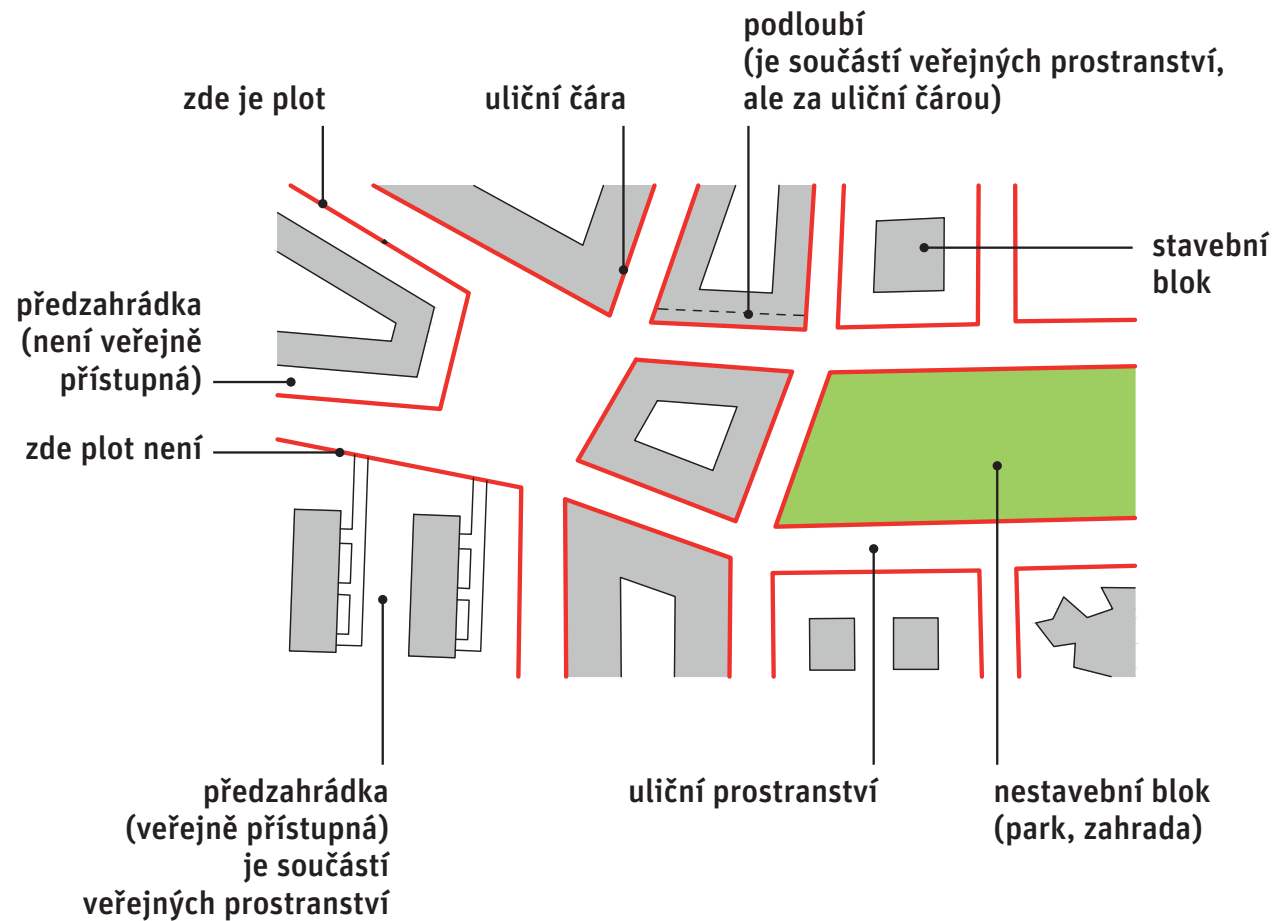 podloubí
(je součástí veřejných prostranství,
ale za uliční čárou)
zde je plot
uliční čára
stavební
blok
předzahrádka
(není veřejně
přístupná)
zde plot není
předzahrádka
(veřejně přístupná)
je součástí
veřejných prostranství
uliční prostranství
nestavební blok
(park, zahrada)